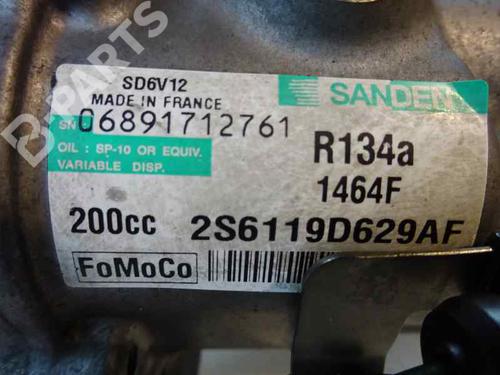 SD6V12
MADE IN FRANCE
SANDEN
SN
06891712761
OIL : SP-10 OR EQUIV.
VARIABLE DISP.
R134a
1464F
200cc
2S6119D629AF
FoMoCo
B-PARTS